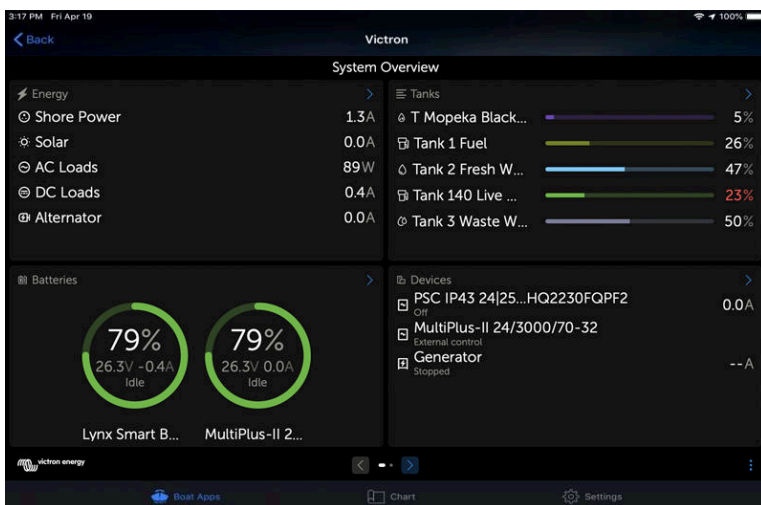 3:17 PM Fri Apr 19
100%
Back
Victron
System Overview
Energy
Shore Power 1.3A
Solar 0.0A
AC Loads 89W
DC Loads 0.4A
Alternator 0.0A
Tanks
T Mopeka Black... 5%
Tank 1 Fuel 26%
Tank 2 Fresh W... 47%
Tank 140 Live ... 23%
Tank 3 Waste W... 50%
Batteries
79%
26.3V -0.4A
Idle
Lynx Smart B...
79%
26.3V 0.0A
Idle
MultiPlus-II 2...
Devices
PSC IP43 24|25...HQ2230FQPF2 0.0A
Off
MultiPlus-II 24/3000/70-32
External control
Generator --A
Stopped
victron energy
Boat Apps
Chart
Settings